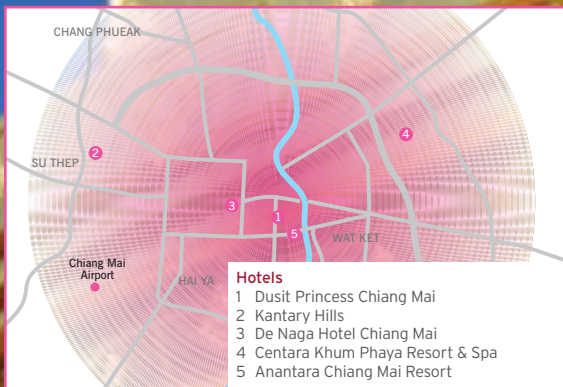 CHANG PHUEAK
4
2
SU THEP
3
1
5
WAT KET
Chiang Mai
Airport
HAI YA
Hotels
1 Dusit Princess Chiang Mai
2 Kantary Hills
3 De Naga Hotel Chiang Mai
4 Centara Khum Phaya Resort & Spa
5 Anantara Chiang Mai Resort